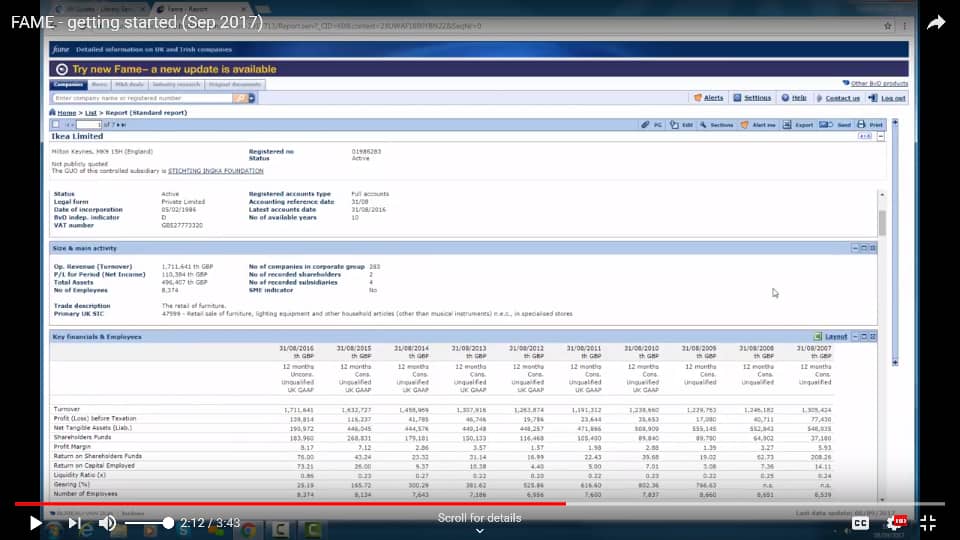 FAME - getting started (Sep 2017)
Fame - Report
fame Detailed information on UK and Irish companies
Try new Fame– a new update is available
Companies News M&A deals Industry research Original documents
Other BvD products
Enter company name or registered number
Alerts Settings Help Contact us Log out
Home > List > Report (Standard report)
of 7 PG Edit Sections Alert me Export Send Print
Ikea Limited
Milton Keynes, MK9 1SH (England) Registered no 01986283
Status Active
Not publicly quoted
The GUO of this controlled subsidiary is STICHTING INGKA FOUNDATION
Status Active Registered accounts type Full accounts
Legal form Private Limited Accounting reference date 31/08
Date of incorporation 05/02/1986 Latest accounts date 31/08/2016
BvD indep. indicator D No of available years 10
VAT number GB527773320
Size & main activity
Op. Revenue (Turnover) 1,711,641 th GBP No of companies in corporate group 283
P/L for Period (Net Income) 110,394 th GBP No of recorded shareholders 2
Total Assets 496,407 th GBP No of recorded subsidiaries 4
No of Employees 8,374 SME indicator No
Trade description The retail of furniture.
Primary UK SIC 47599 - Retail sale of furniture, lighting equipment and other household articles (other than musical instruments) n.e.c., in specialised stores
Key financials & Employees Layout
31/08/2016 31/08/2015 31/08/2014 31/08/2013 31/08/2012 31/08/2011 31/08/2010 31/08/2009 31/08/2008 31/08/2007
th GBP th GBP th GBP th GBP th GBP th GBP th GBP th GBP th GBP th GBP
12 months 12 months 12 months 12 months 12 months 12 months 12 months 12 months 12 months 12 months
Uncons. Cons. Cons. Cons. Cons. Cons. Cons. Cons. Cons. Cons.
Unqualified Unqualified Unqualified Unqualified Unqualified Unqualified Unqualified Unqualified Unqualified Unqualified
UK GAAP UK GAAP UK GAAP UK GAAP UK GAAP UK GAAP UK GAAP UK GAAP UK GAAP UK GAAP
Turnover 1,711,641 1,632,727 1,458,969 1,307,916 1,263,874 1,191,312 1,238,660 1,229,763 1,246,182 1,305,424
Profit (Loss) before Taxation 139,814 116,237 41,785 46,746 19,786 23,644 35,653 17,080 40,711 77,430
Net Tangible Assets (Liab.) 190,972 446,045 444,576 449,148 448,257 471,866 508,909 555,145 552,943 548,935
Shareholders Funds 183,960 268,831 179,181 150,133 116,468 105,400 89,840 89,780 64,902 37,180
Profit Margin 8.17 7.12 2.86 3.57 1.57 1.98 2.88 1.39 3.27 5.93
Return on Shareholders Funds 76.00 43.24 23.32 31.14 16.99 22.43 39.68 19.02 62.73 208.26
Return on Capital Employed 73.21 26.00 9.37 10.38 4.40 5.00 7.01 3.08 7.36 14.11
Liquidity Ratio (x) 0.86 0.23 0.27 0.22 0.20 0.22 0.23 0.22 0.25 0.24
Gearing (%) 25.19 165.72 300.29 381.62 525.86 616.60 802.36 766.63 n.s. n.s.
Number of Employees 8,374 8,134 7,643 7,186 6,956 7,600 7,837 8,660 8,651 8,539
Last data update:
2:12 / 3:43
Scroll for details
CC
HD